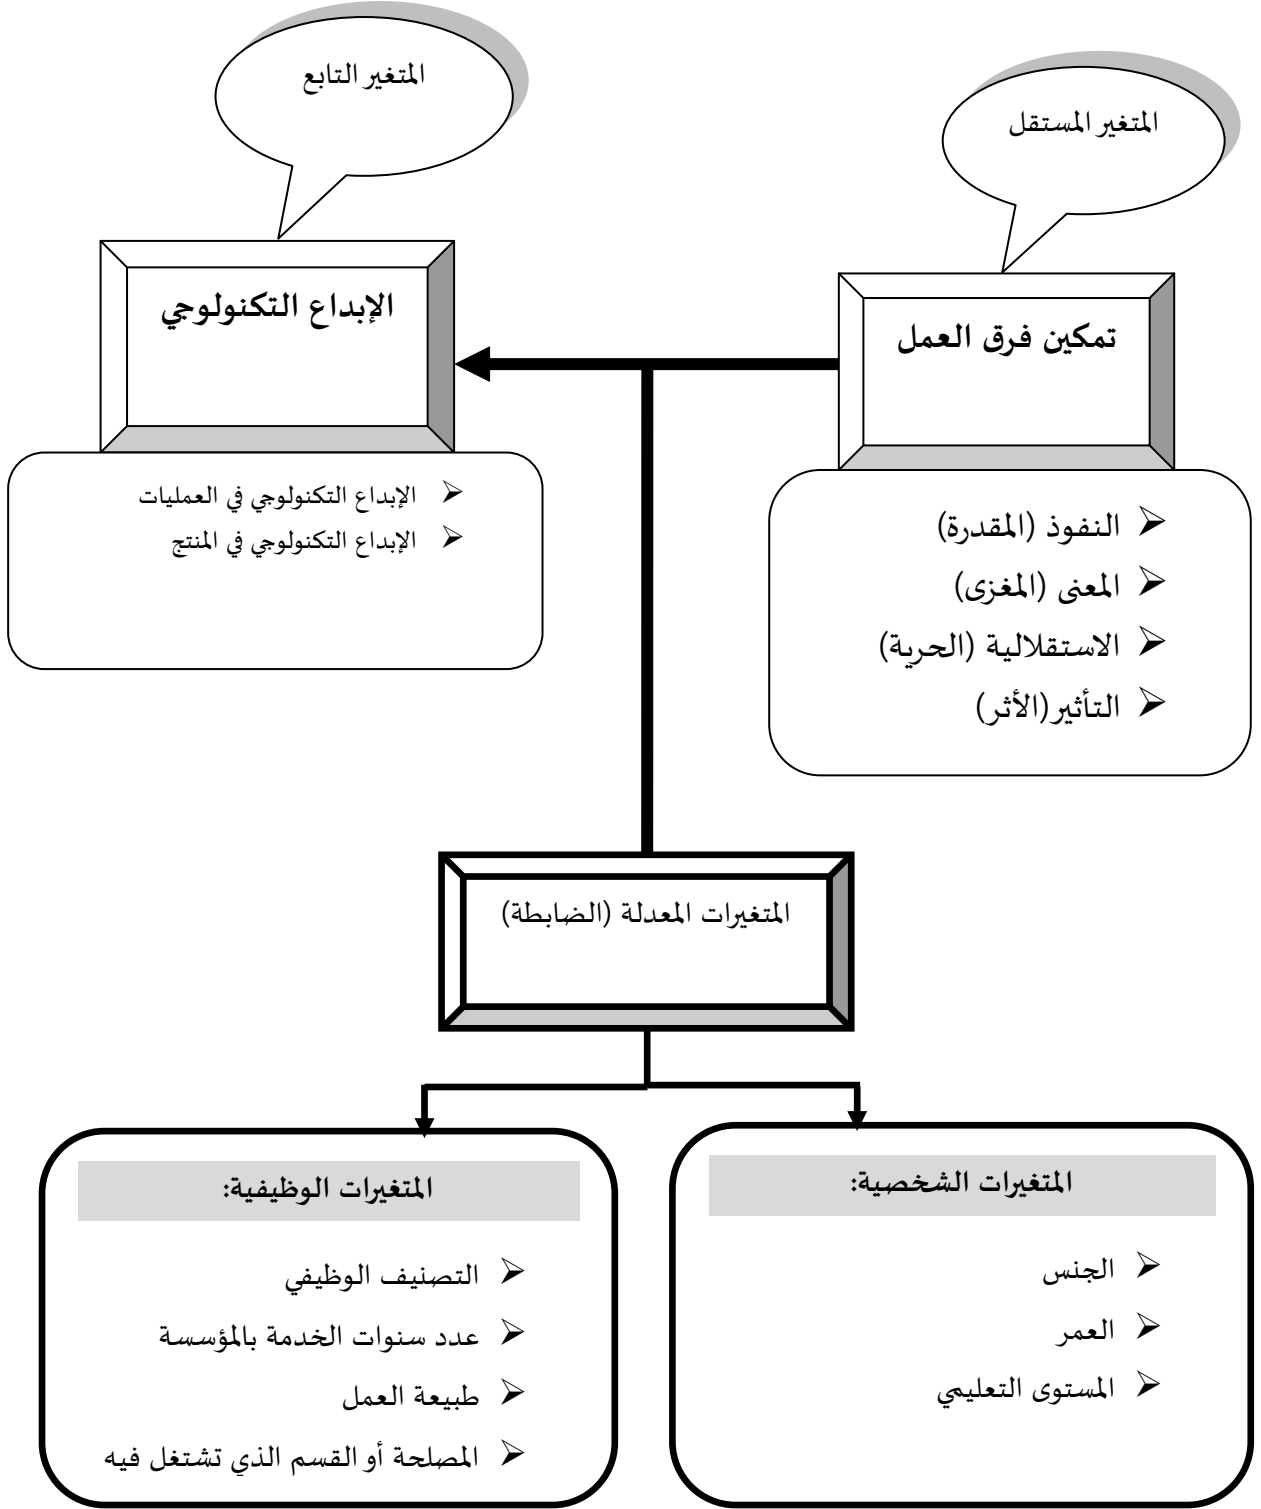 المتغير المستقل
تمكين فرق العمل
النفوذ (المقدرة)
المعنى (المغزى)
الاستقلالية (الحرية)
التأثير(الأثر)
المتغير التابع
الإبداع التكنولوجي
الإبداع التكنولوجي في العمليات
الإبداع التكنولوجي في المنتج
المتغيرات المعدلة (الضابطة)
المتغيرات الشخصية:
الجنس
العمر
المستوى التعليمي
المتغيرات الوظيفية:
التصنيف الوظيفي
عدد سنوات الخدمة بالمؤسسة
طبيعة العمل
المصلحة أو القسم الذي تشتغل فيه